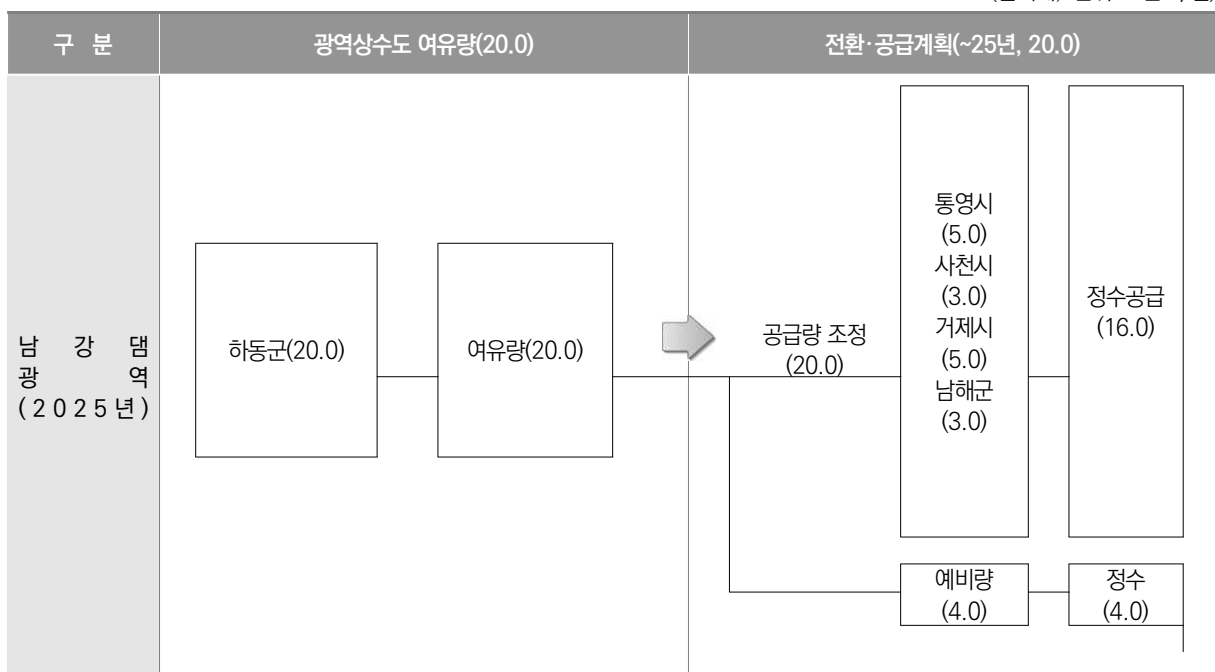 구 분
광역상수도 여유량(20.0)
전환·공급계획(~25년, 20.0)
남 강 댐
광 역
(2025년)
하동군(20.0)
여유량(20.0)
공급량 조정
(20.0)
통영시
(5.0)
사천시
(3.0)
거제시
(5.0)
남해군
(3.0)
정수공급
(16.0)
예비량
(4.0)
정수
(4.0)